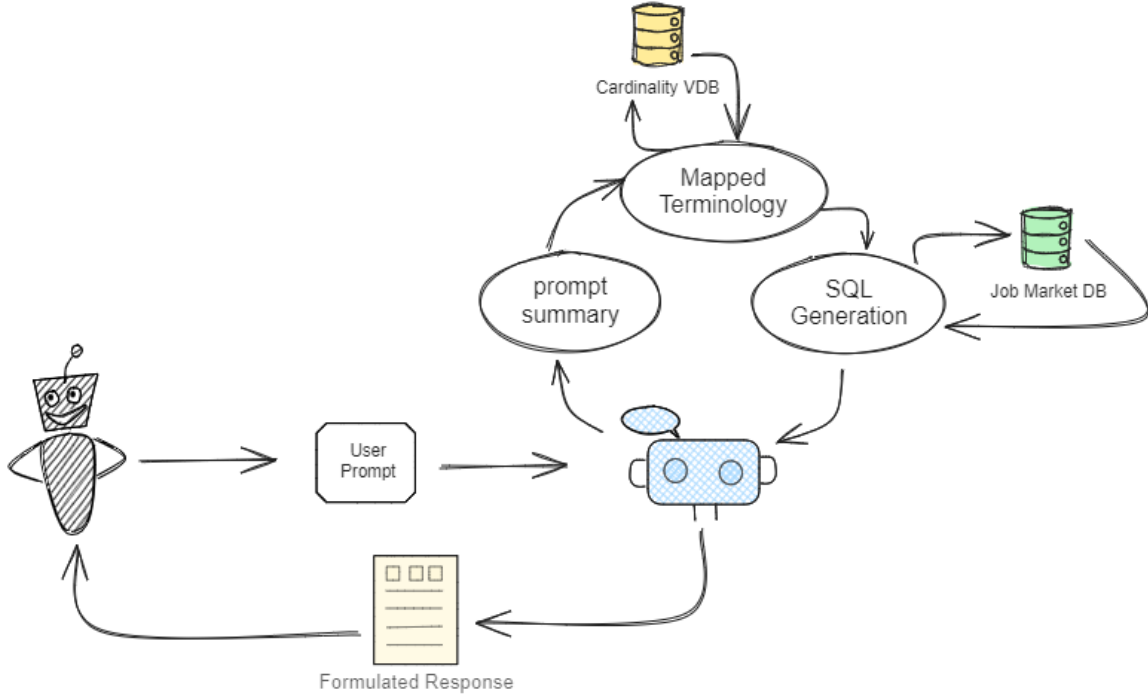 Cardinality VDB
Mapped
Terminology
prompt
summary
SQL
Generation
Job Market DB
User
Prompt
Formulated Response